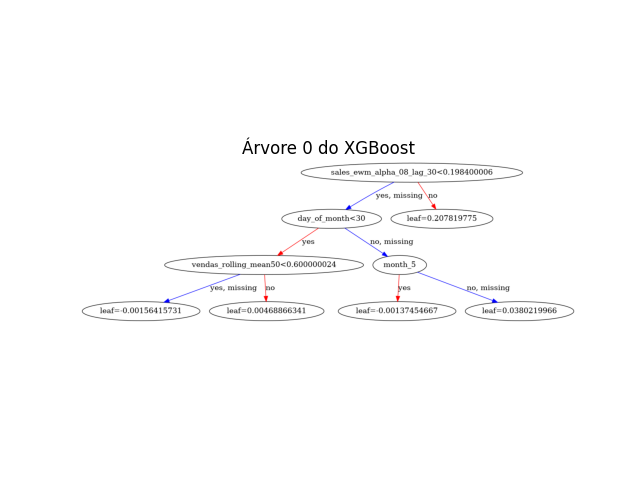 Árvore 0 do XGBoost
sales_ewm_alpha_08_lag_30<0.198400006
yes, missing no
day_of_month<30 leaf=0.207819775
yes no, missing
vendas_rolling_mean50<0.600000024 month_5
yes, missing no yes no, missing
leaf=-0.00156415731 leaf=0.00468866341 leaf=-0.00137454667 leaf=0.0380219966